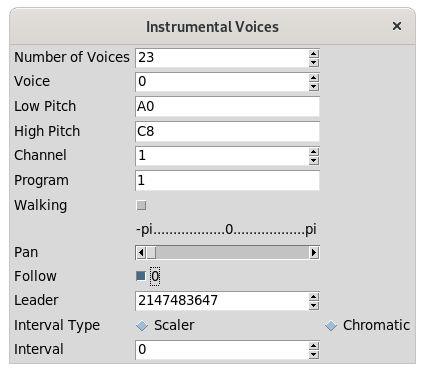 Instrumental Voices ×
Number of Voices 23
Voice 0
Low Pitch A0
High Pitch C8
Channel 1
Program 1
Walking
-pi..................0.................pi
Pan
Follow 0
Leader 2147483647
Interval Type Scaler Chromatic
Interval 0